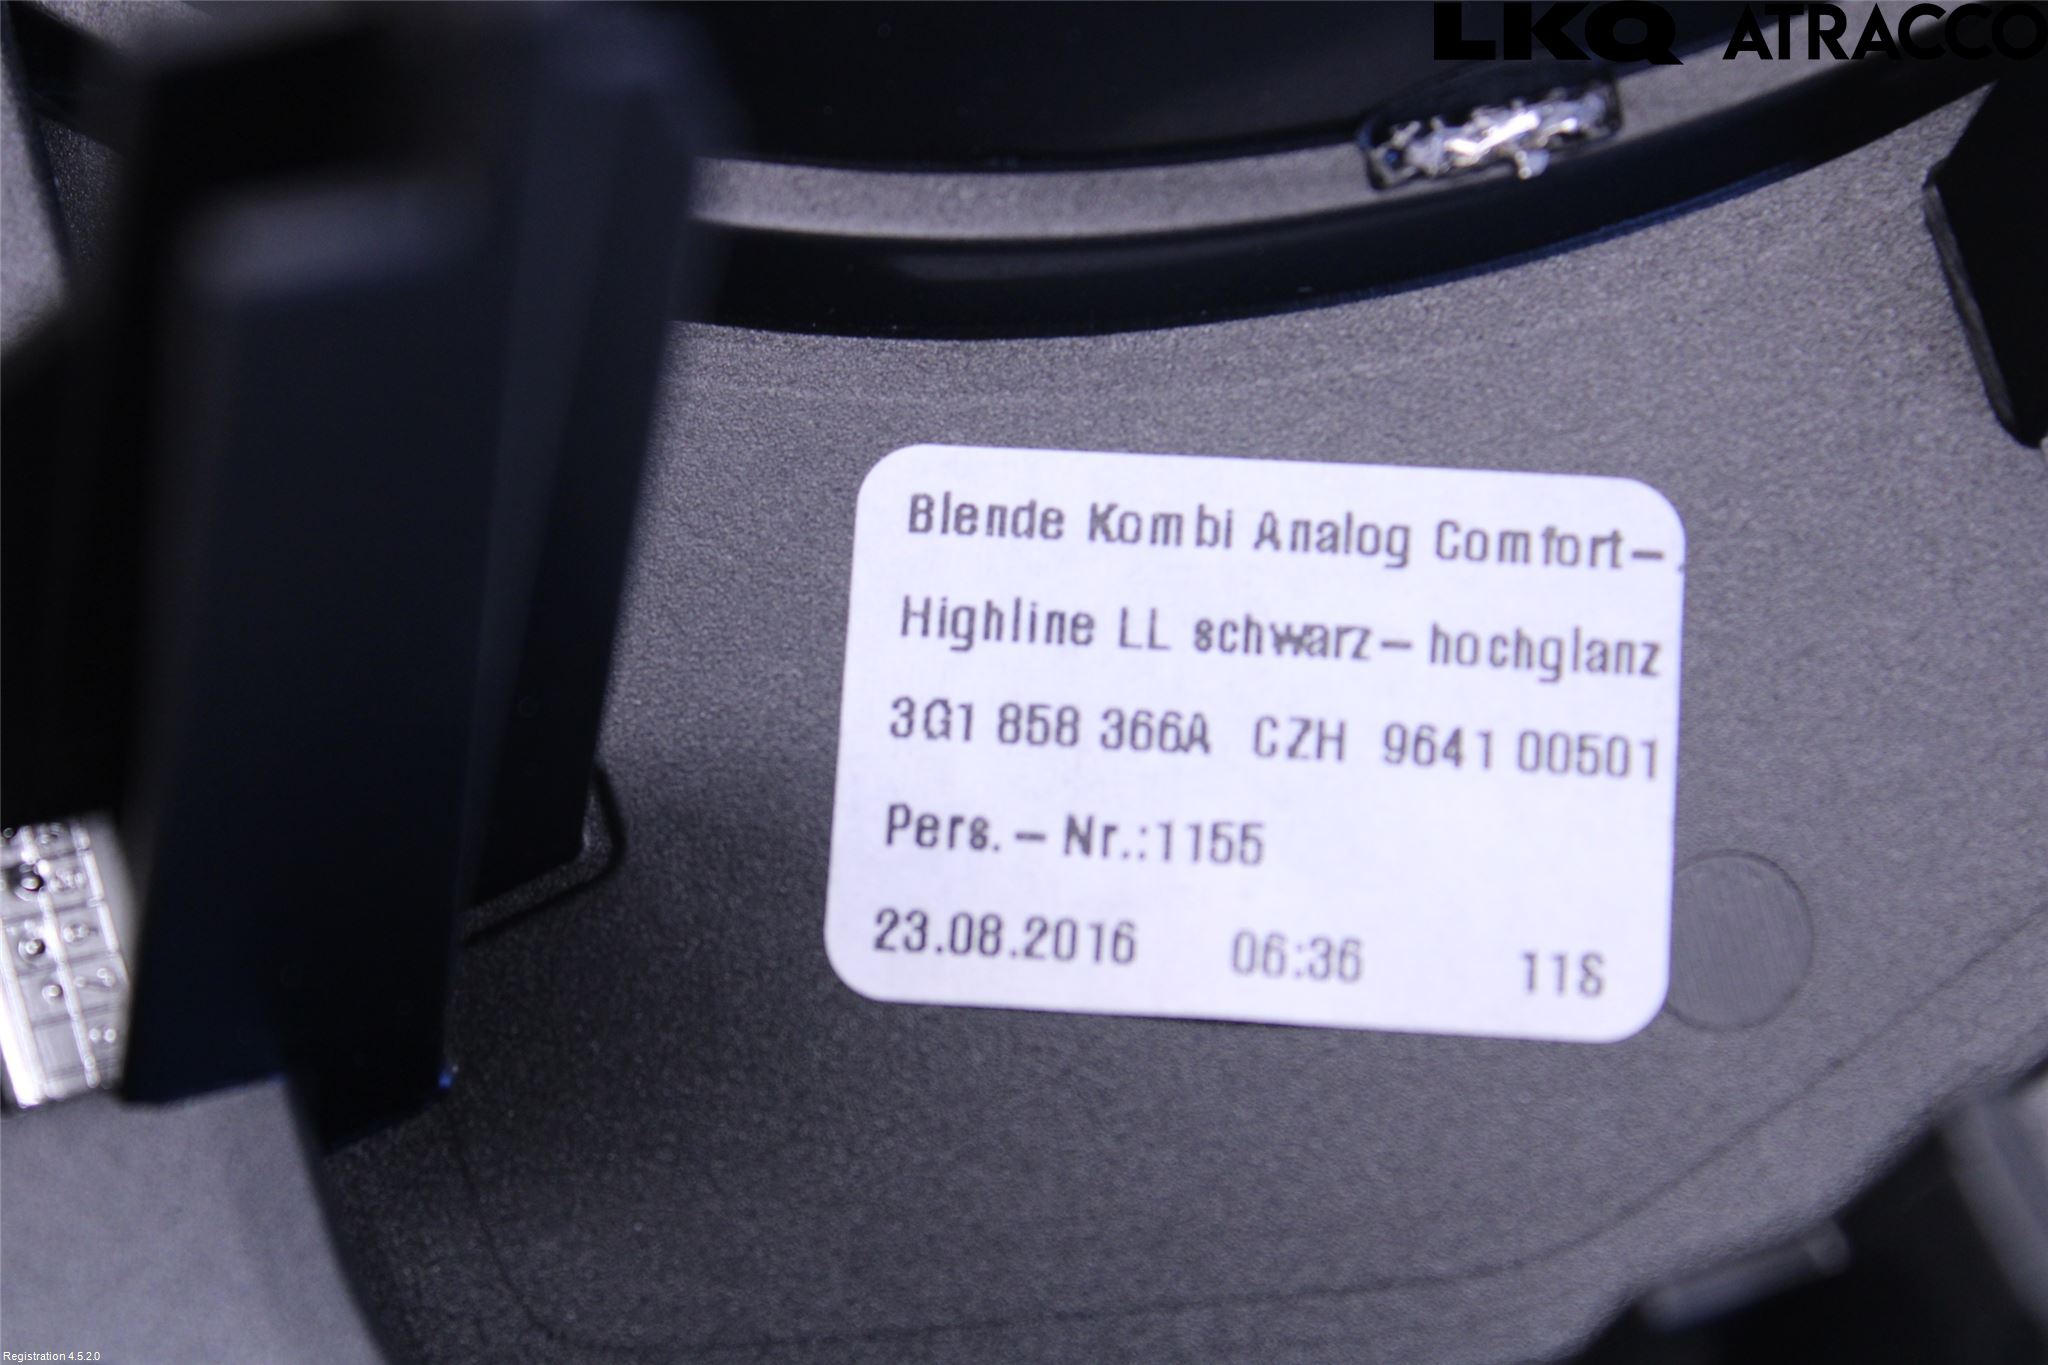 LKQ ATRACCO
Blende Kombi Analog Comfort-
Highline LL schwarz-hochglanz
3G1 858 366A CZH 9641 00501
Pers.-Nr.:1155
23.08.2016 06:36 11S
Registration 4.5.2.0